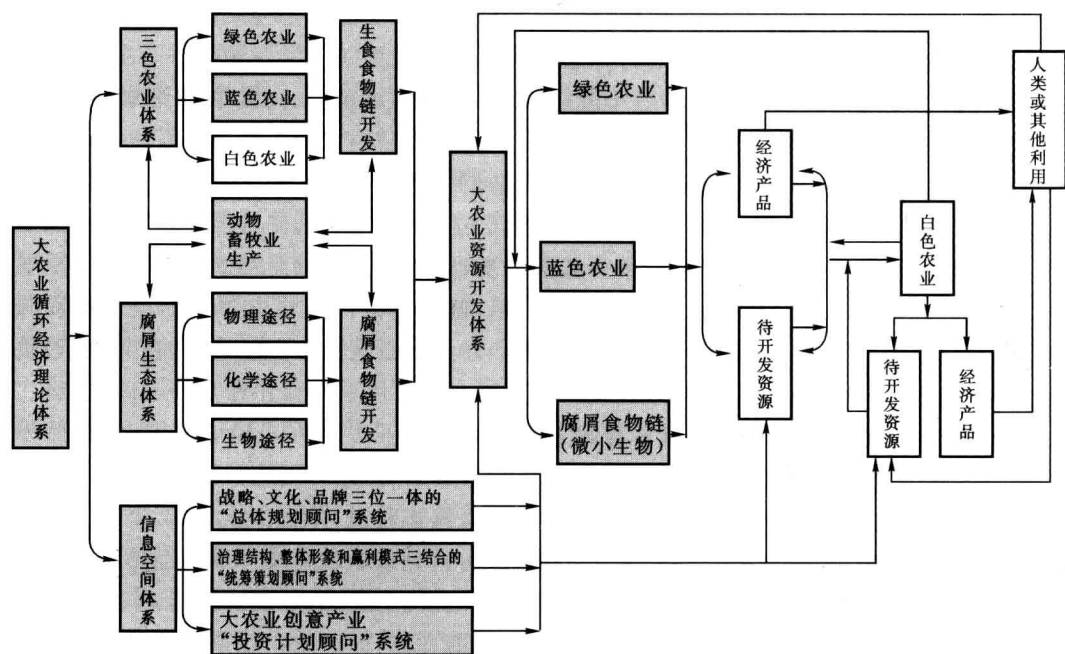 大农业循环经济理论体系
三色农业体系
绿色农业
蓝色农业
白色农业
生食食物链开发
动物
畜牧业
生产
腐屑生态体系
物理途径
化学途径
生物途径
腐屑食物链开发
信息空间体系
战略、文化、品牌三位一体的
“总体规划顾问”系统
治理结构、整体形象和赢利模式三结合的
“统筹策划顾问”系统
大农业创意产业
“投资计划顾问”系统
大农业资源开发体系
绿色农业
蓝色农业
腐屑食物链
(微小生物)
经济产品
待开发资源
白色农业
待开发资源
经济产品
人类或其他利用